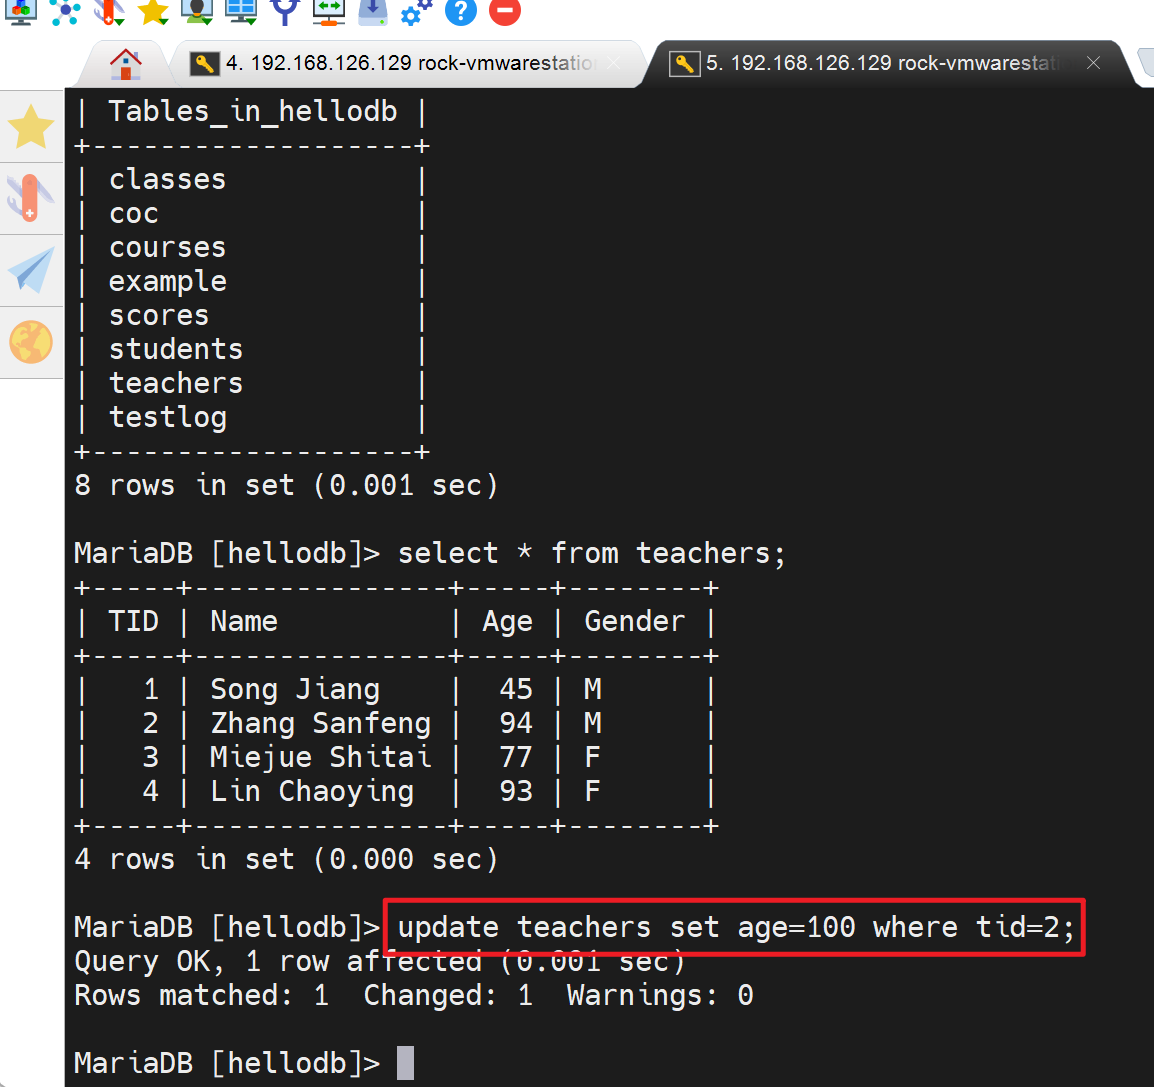 4. 192.168.126.129 rock-vmwarestatio
5. 192.168.126.129 rock-vmwarestat
| Tables_in_hellodb |
+-------------------+
| classes           |
| coc               |
| courses           |
| example           |
| scores            |
| students          |
| teachers          |
| testlog           |
+-------------------+
8 rows in set (0.001 sec)
MariaDB [hellodb]> select * from teachers;
+-----+---------------+-----+--------+
| TID | Name          | Age | Gender |
+-----+---------------+-----+--------+
|   1 | Song Jiang    |  45 | M      |
|   2 | Zhang Sanfeng |  94 | M      |
|   3 | Miejue Shitai |  77 | F      |
|   4 | Lin Chaoying  |  93 | F      |
+-----+---------------+-----+--------+
4 rows in set (0.000 sec)
MariaDB [hellodb]> update teachers set age=100 where tid=2;
Query OK, 1 row affected (0.001 sec)
Rows matched: 1  Changed: 1  Warnings: 0
MariaDB [hellodb]>